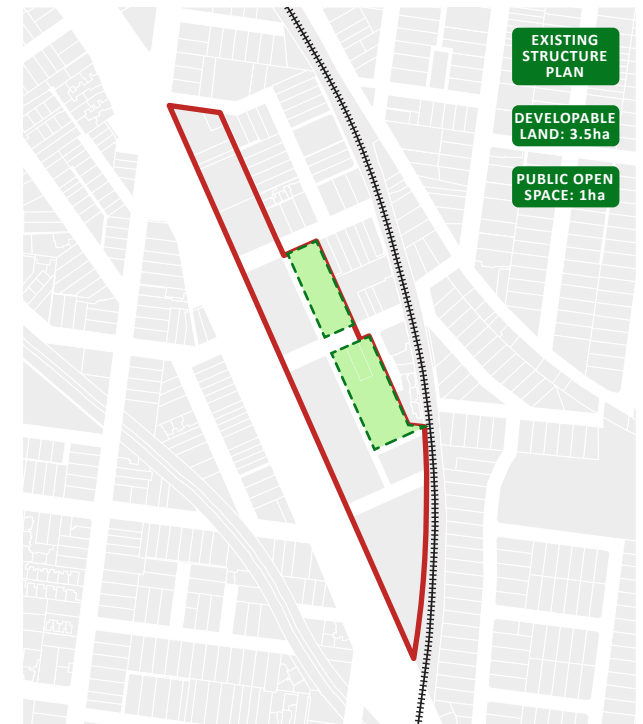 EXISTING
STRUCTURE
PLAN
DEVELOPABLE
LAND: 3.5ha
PUBLIC OPEN
SPACE: 1ha